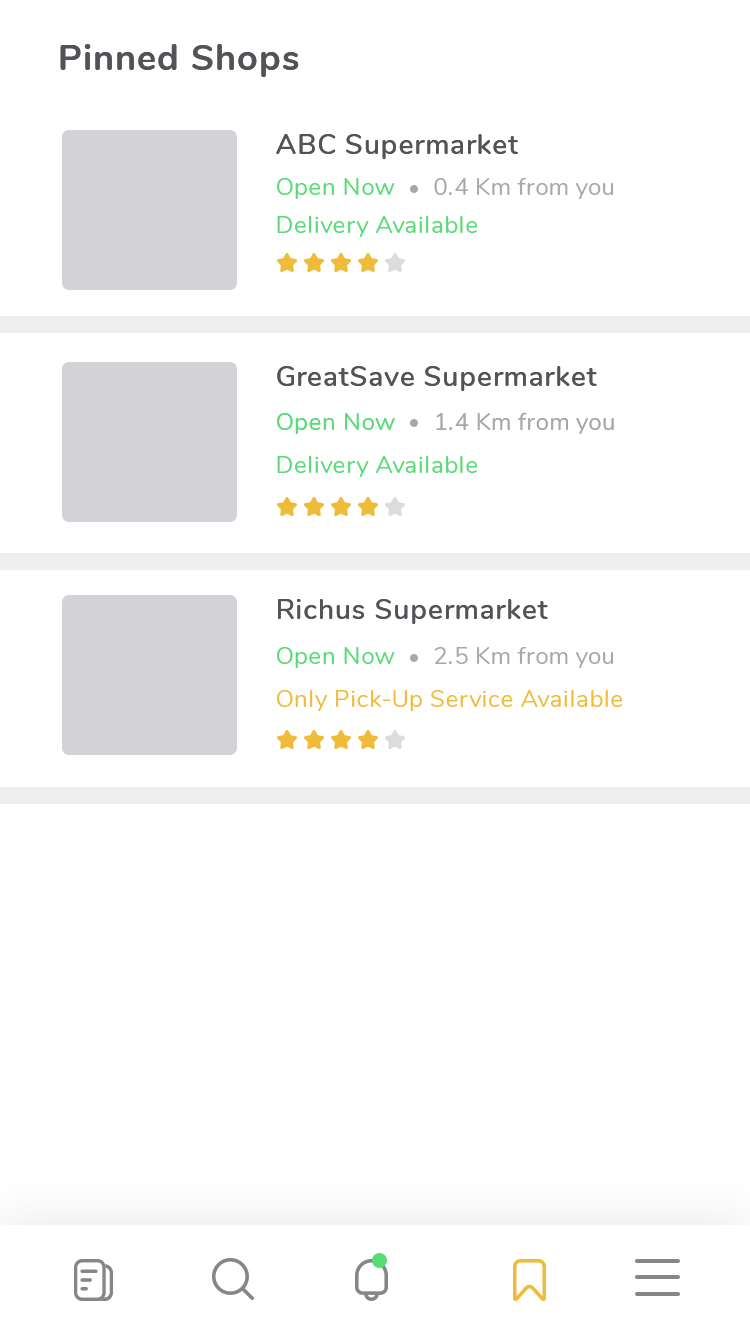 Pinned Shops
ABC Supermarket
Open Now • 0.4 Km from you
Delivery Available
GreatSave Supermarket
Open Now • 1.4 Km from you
Delivery Available
Richus Supermarket
Open Now • 2.5 Km from you
Only Pick-Up Service Available